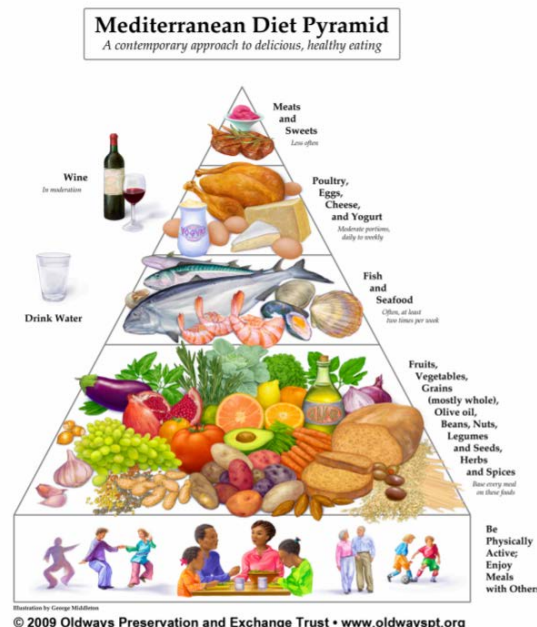 Mediterranean Diet Pyramid
A contemporary approach to delicious, healthy eating
Meats
and
Sweets
Less often
Wine
In moderation
Poultry,
Eggs,
Cheese,
and Yogurt
Moderate portions,
daily to weekly
Fish
and
Seafood
Often, at least
two times per week
Drink Water
Fruits,
Vegetables,
Grains
(mostly whole),
Olive oil,
Beans, Nuts,
Legumes
and Seeds,
Herbs
and Spices
Base every meal
on these foods
Be
Physically
Active;
Enjoy
Meals
with Others
Illustration by George Middleton
© 2009 Oldways Preservation and Exchange Trust • www.oldwayspt.org